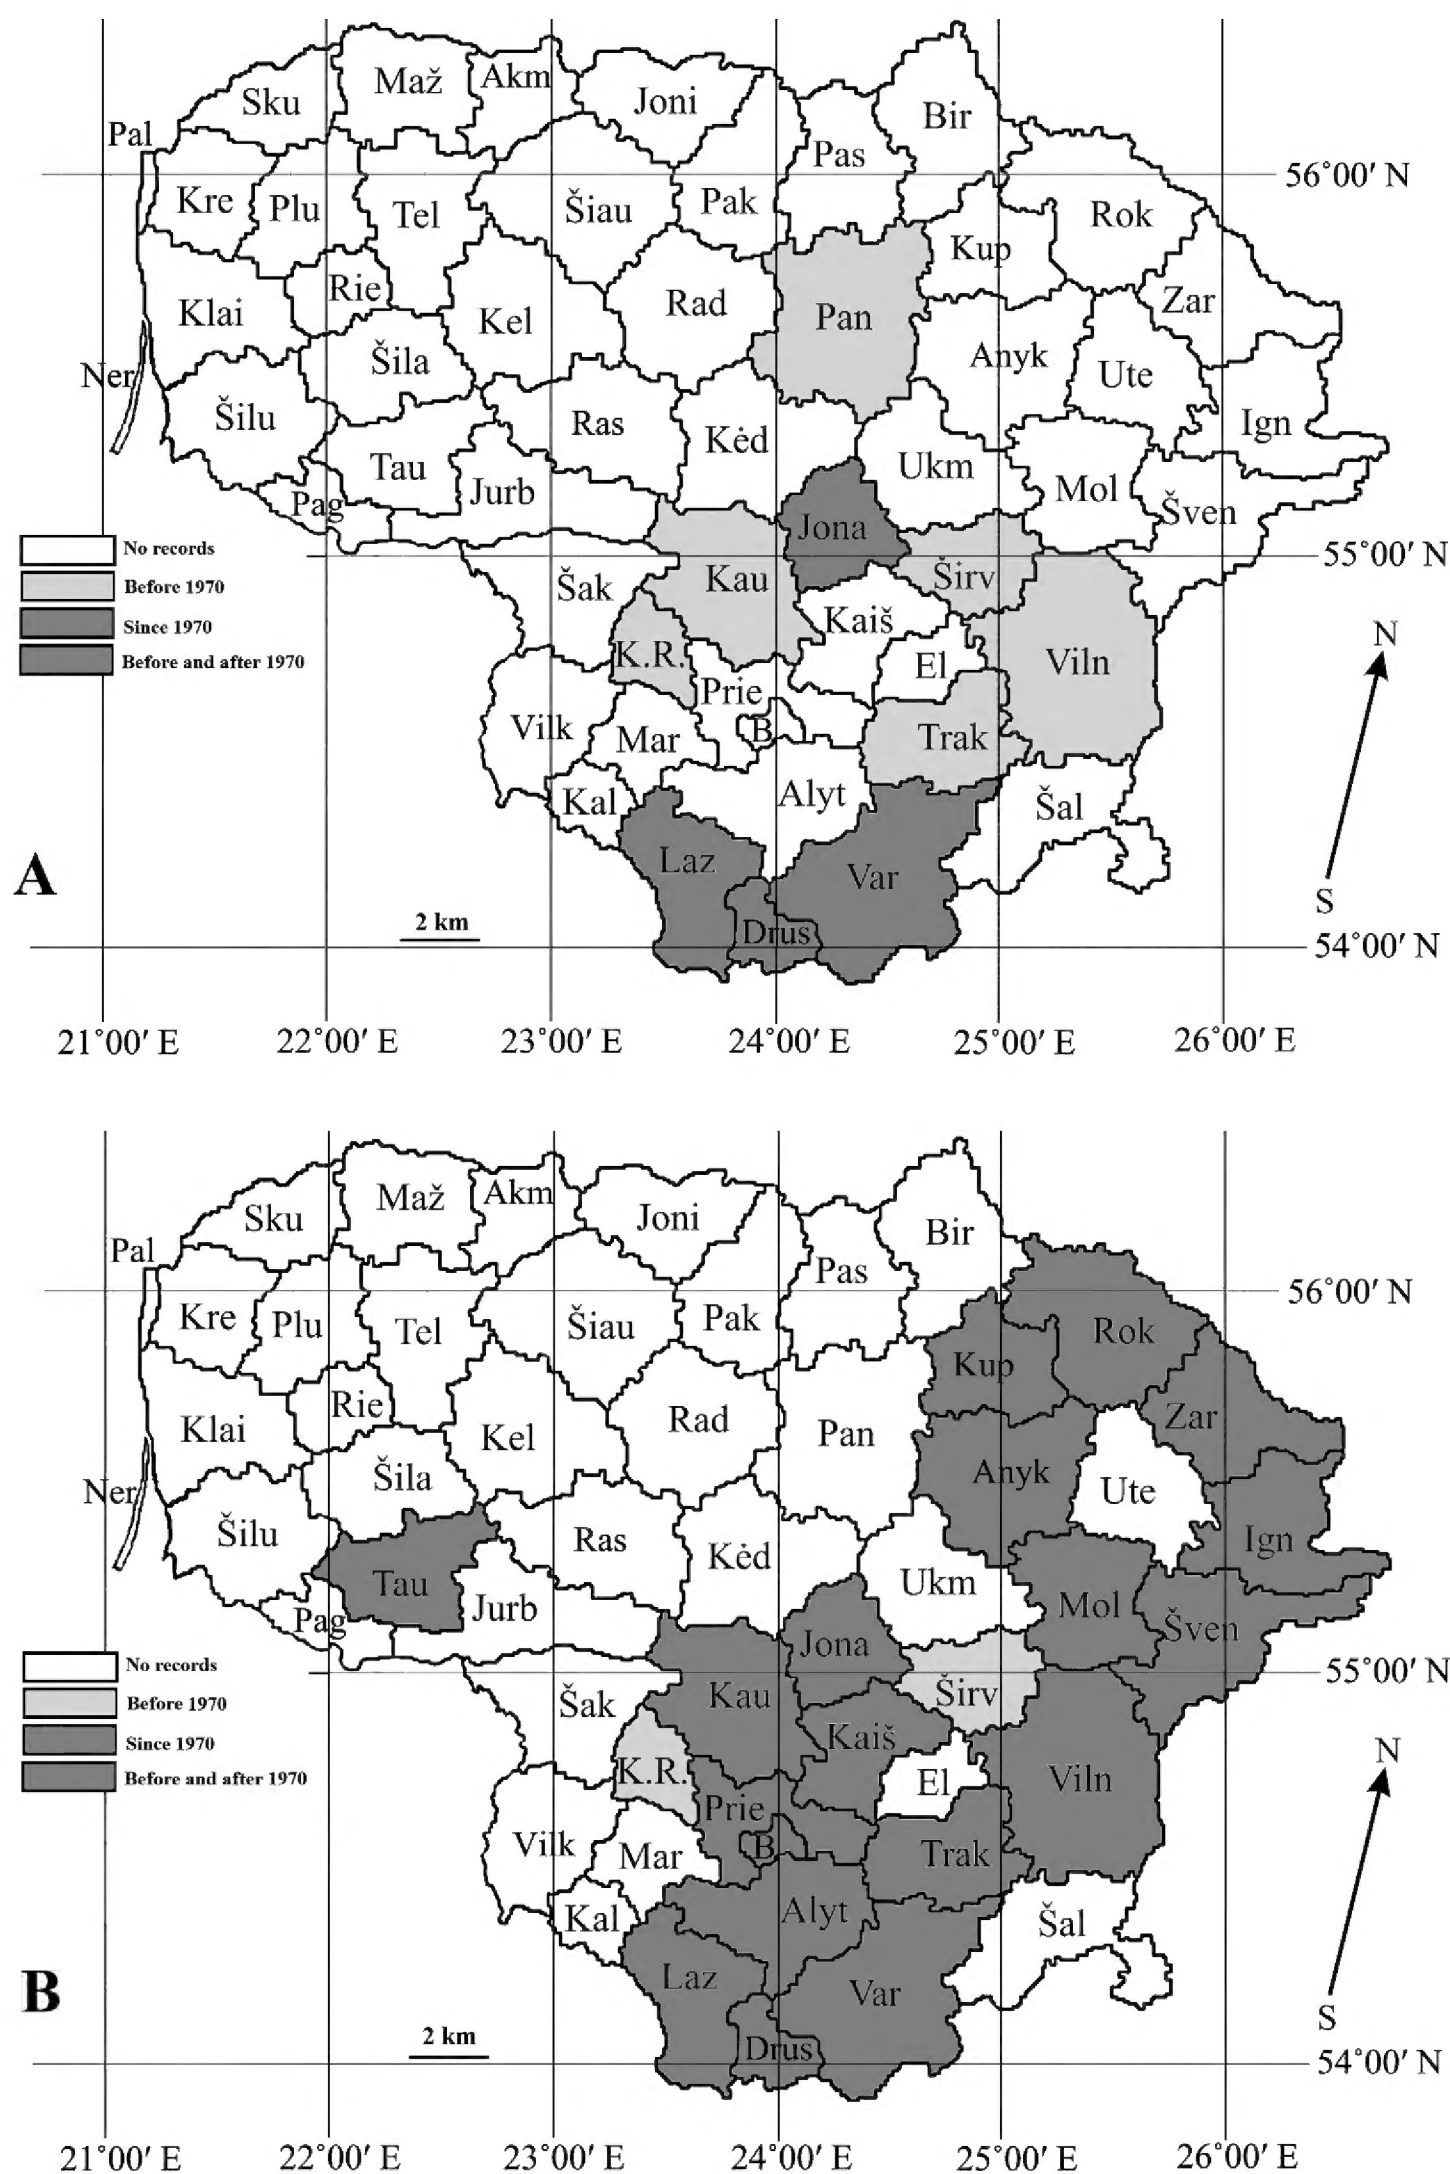 Sku
Maž
Akm
Joni
Bir
Pal
Pas
56°00′ N
Kre
Plu
Tel
Šiau
Pak
Rok
Kup
Klai
Rie
Kel
Rad
Pan
Zar
Ner
Šila
Anyk
Ute
Šilu
Ras
Kėd
Ign
Tau
Jurb
Ukm
Mol
Pag
Jona
Šven
No records
55°00′ N
Before 1970
Šak
Kau
Širv
Since 1970
Kaiš
N
Before and after 1970
K.R.
El
Viln
Prie
Vilk
Mar
B
Trak
Kal
Alyt
Šal
A
Laz
Var
S
2 km
Drus
54°00′ N
21°00′ E
22°00′ E
23°00′ E
24°00′ E
25°00′ E
26°00′ E
Sku
Maž
Akm
Joni
Bir
Pal
Pas
56°00′ N
Kre
Plu
Tel
Šiau
Pak
Rok
Kup
Klai
Rie
Kel
Rad
Pan
Zar
Ner
Šila
Anyk
Ute
Šilu
Ras
Kėd
Ign
Tau
Jurb
Ukm
Mol
Pag
Jona
Šven
No records
55°00′ N
Before 1970
Šak
Kau
Širv
Since 1970
Kaiš
N
Before and after 1970
K.R.
El
Viln
Prie
Vilk
Mar
B
Trak
Kal
Alyt
Šal
B
Laz
Var
S
2 km
Drus
54°00′ N
21°00′ E
22°00′ E
23°00′ E
24°00′ E
25°00′ E
26°00′ E